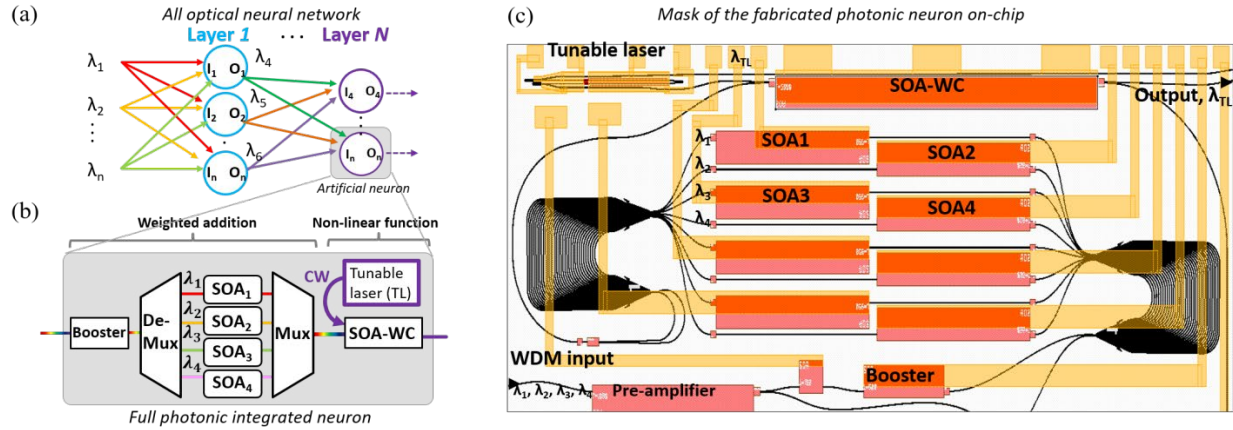 (a)
All optical neural network
Layer 1 ··· Layer N
λ1
λ2
λn
I1 O1
I2 O2
In On
λ4
λ5
λ6
I4 O4
In On
Artificial neuron
(b)
Weighted addition
Non-linear function
Booster
De-
Mux
λ1
λ2
λ3
λ4
SOA1
SOA2
SOA3
SOA4
Mux
CW
Tunable
laser (TL)
SOA-WC
Full photonic integrated neuron
(c)
Mask of the fabricated photonic neuron on-chip
Tunable laser
λTL
SOA-WC
Output, λTL
λ1
λ2
λ3
λ4
SOA1
SOA2
SOA3
SOA4
WDM input
λ1, λ2, λ3, λ4
Pre-amplifier
Booster